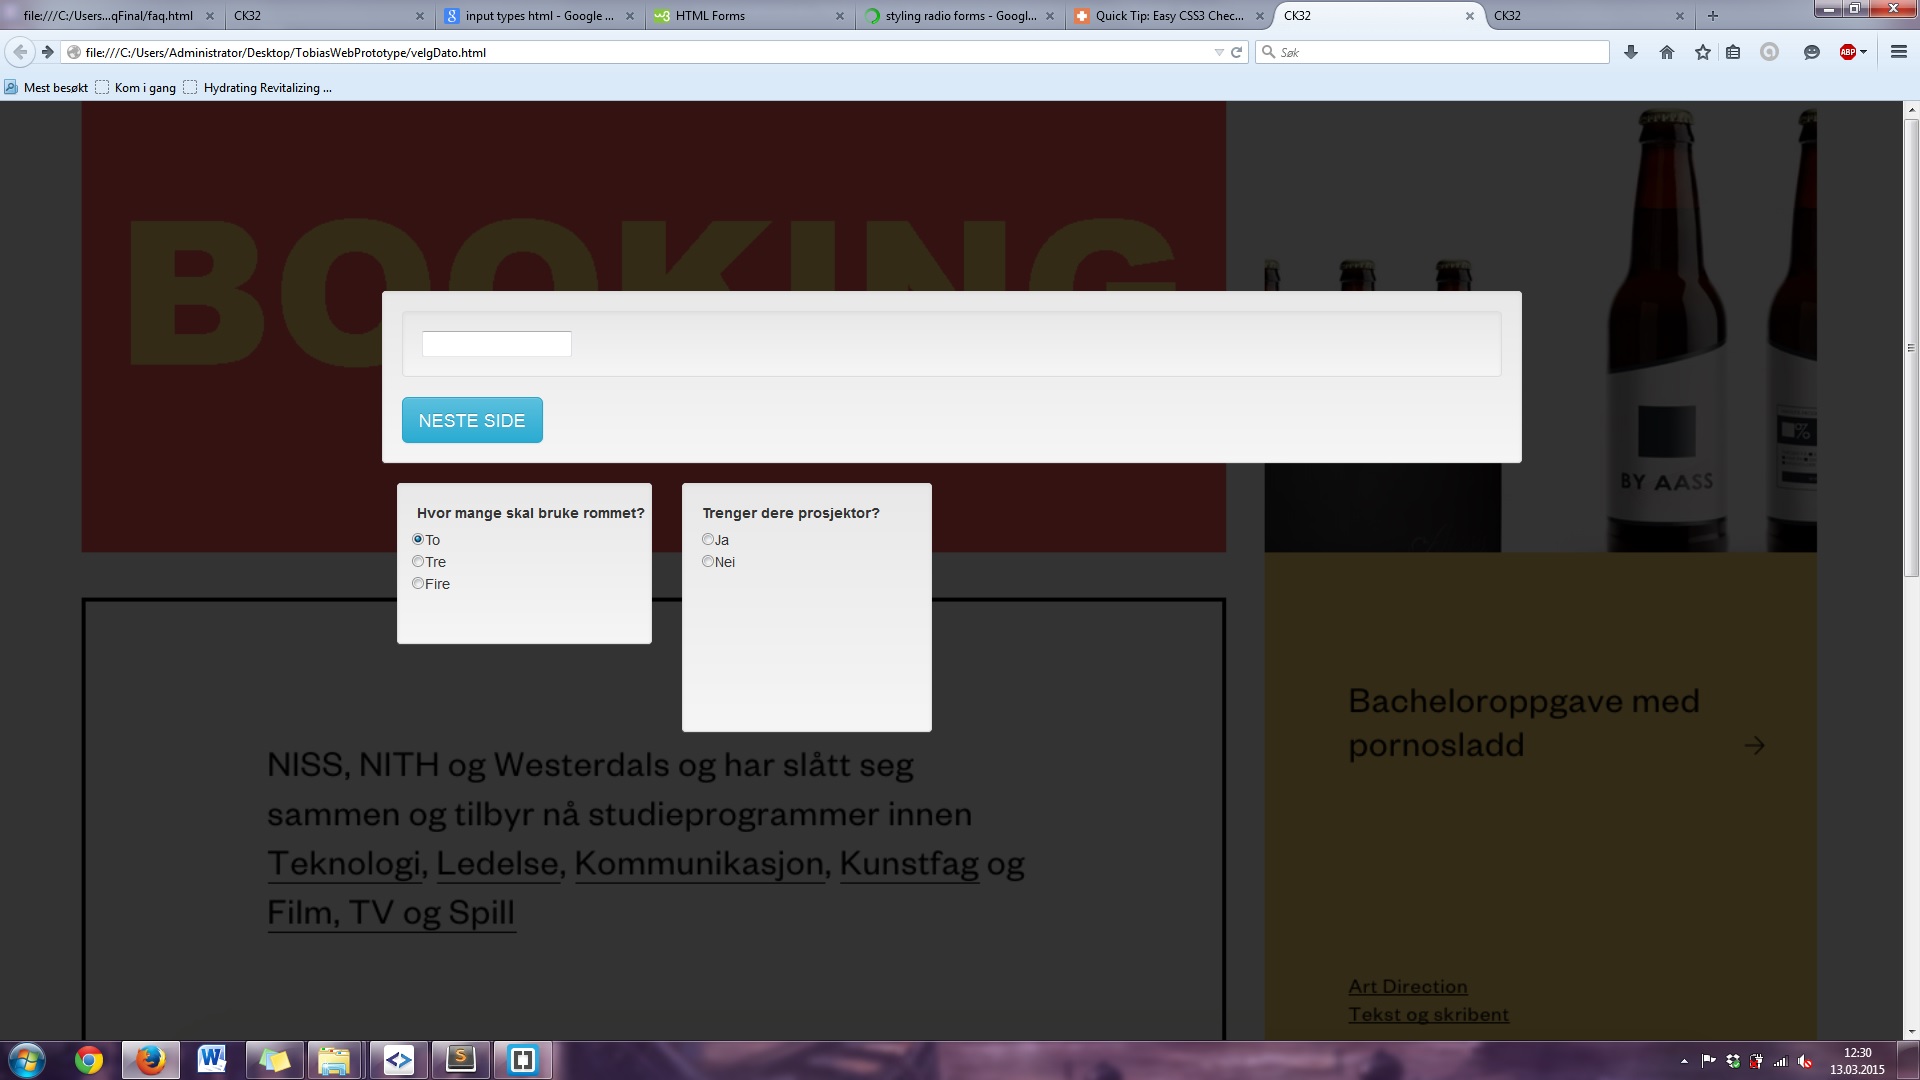 file:///C:/Users...qFinal/faq.html
CK32
input types html - Google ...
HTML Forms
styling radio forms - Googl...
Quick Tip: Easy CSS3 Chec...
CK32
CK32
file:///C:/Users/Administrator/Desktop/TobiasWebPrototype/velgDato.html
Søk
ABP
Mest besøkt
Kom i gang
Hydrating Revitalizing ...
BOOKING
NESTE SIDE
Hvor mange skal bruke rommet?
To
Tre
Fire
Trenger dere prosjektor?
Ja
Nei
BY AASS
%
NISS, NITH og Westerdals og har slått seg
sammen og tilbyr nå studieprogrammer innen
Teknologi, Ledelse, Kommunikasjon, Kunstfag og
Film, TV og Spill
Bacheloroppgave med
pornosladd
Art Direction
Tekst og skribent
12:30
13.03.2015